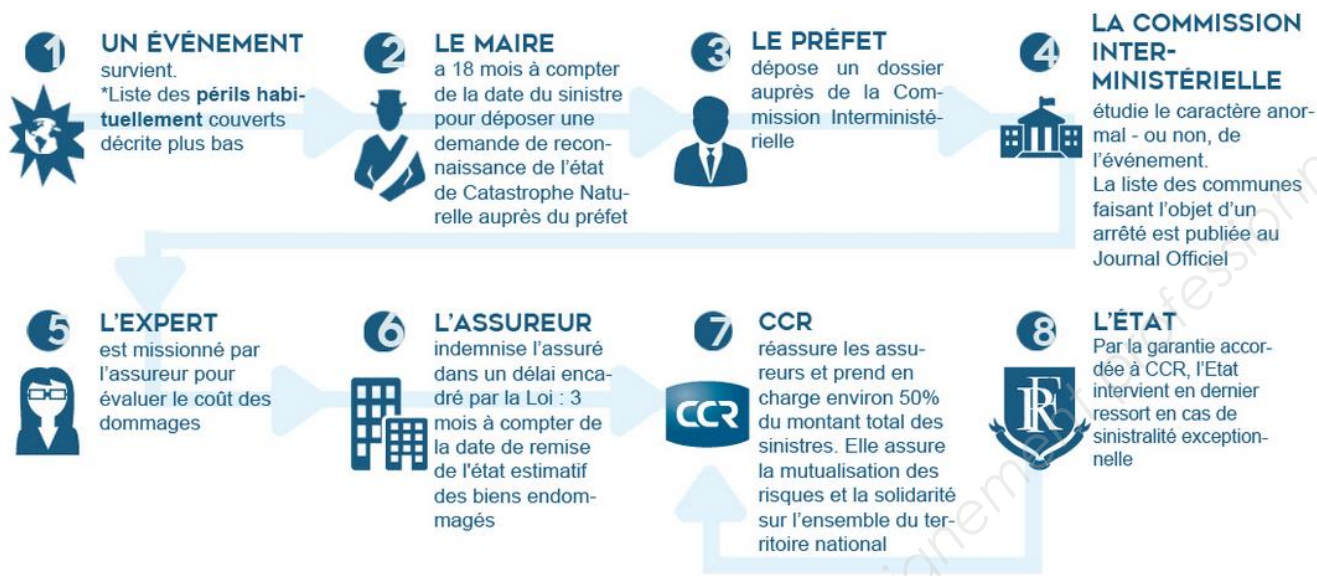 1
UN ÉVÉNEMENT
survient.
*Liste des périls habi-
tuellement couverts
décrite plus bas
2
LE MAIRE
a 18 mois à compter
de la date du sinistre
pour déposer une
demande de recon-
naissance de l'état
de Catastrophe Natu-
relle auprès du préfet
3
LE PRÉFET
dépose un dossier
auprès de la Com-
mission Interministé-
rielle
4
LA COMMISSION
INTER-
MINISTÉRIELLE
étudie le caractère anor-
mal - ou non, de
l'événement.
La liste des communes
faisant l'objet d'un
arrêté est publiée au
Journal Officiel
5
L'EXPERT
est missionné par
l'assureur pour
évaluer le coût des
dommages
6
L'ASSUREUR
indemnise l'assuré
dans un délai enca-
dré par la Loi : 3
mois à compter de
la date de remise
de l'état estimatif
des biens endom-
magés
7
CCR
CCR
réassure les assu-
reurs et prend en
charge environ 50%
du montant total des
sinistres. Elle assure
la mutualisation des
risques et la solidarité
sur l'ensemble du ter-
ritoire national
8
RF
L'ÉTAT
Par la garantie accor-
dée à CCR, l'Etat
intervient en dernier
ressort en cas de
sinistralité exception-
nelle